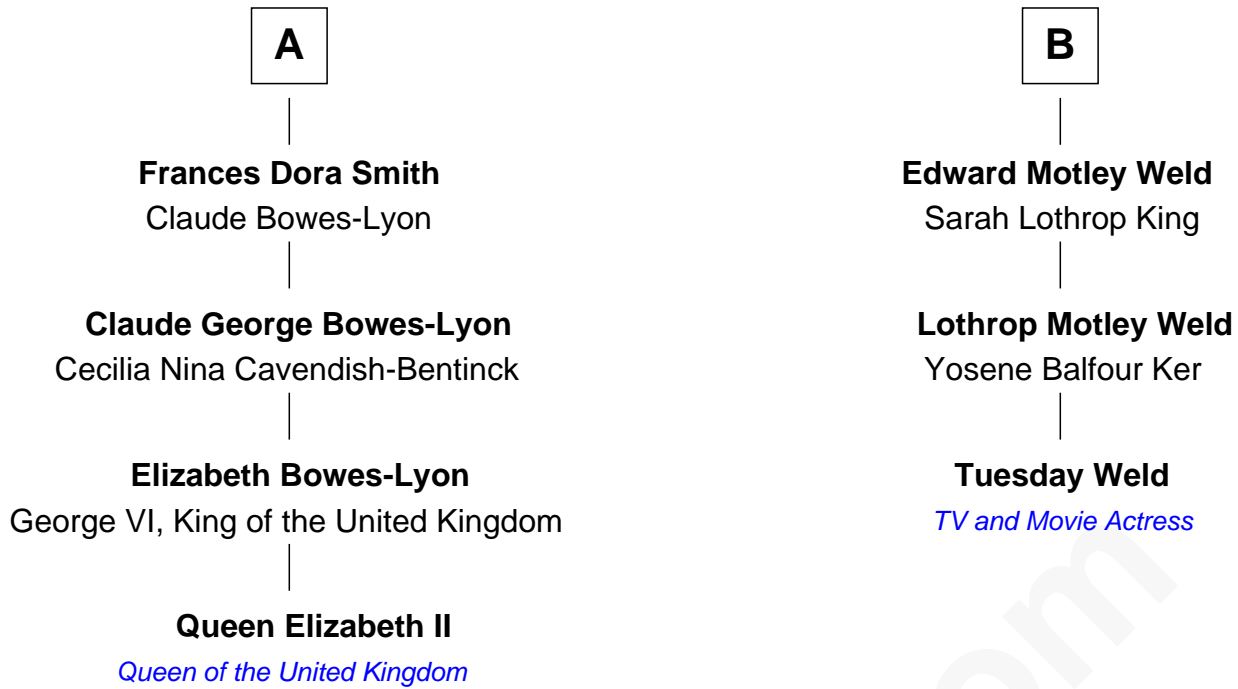 A
Frances Dora Smith
Claude Bowes-Lyon
Claude George Bowes-Lyon
Cecilia Nina Cavendish-Bentinck
Elizabeth Bowes-Lyon
George VI, King of the United Kingdom
Queen Elizabeth II
Queen of the United Kingdom
B
Edward Motley Weld
Sarah Lothrop King
Lothrop Motley Weld
Yosene Balfour Ker
Tuesday Weld
TV and Movie Actress
om